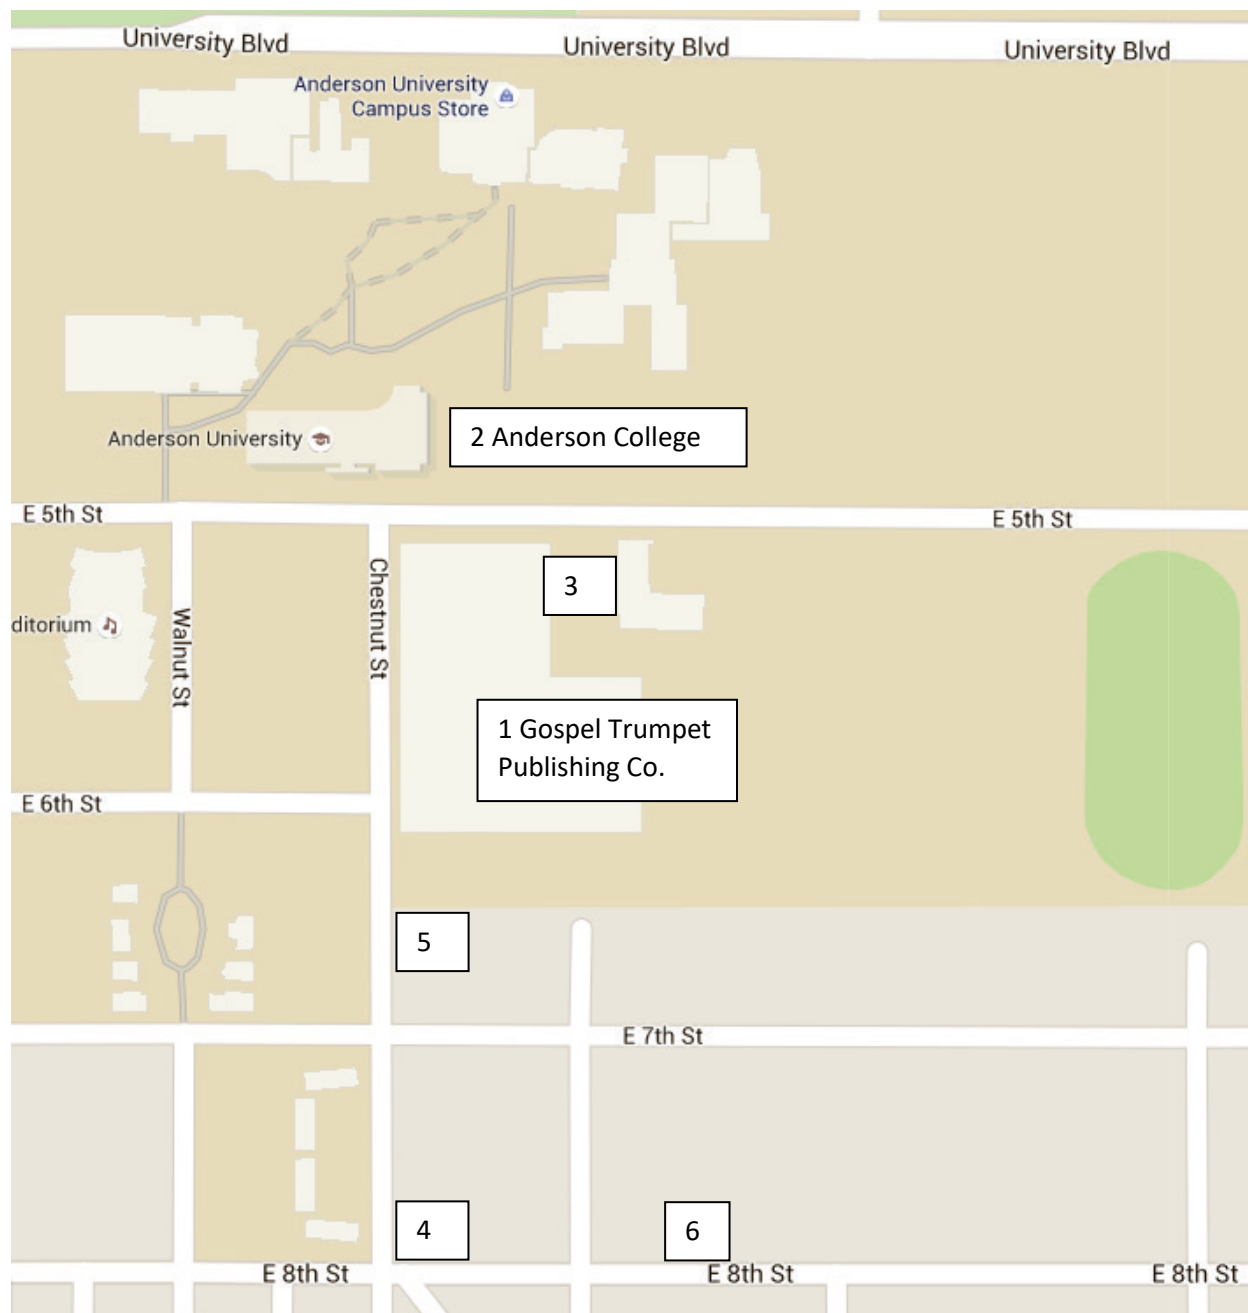 University Blvd
University Blvd
University Blvd
Anderson University
Campus Store
2 Anderson College
Anderson University
E 5th St
E 5th St
3
Chestnut St
Walnut St
ditorium
1 Gospel Trumpet
Publishing Co.
E 6th St
5
E 7th St
4
6
E 8th St
E 8th St
E 8th St